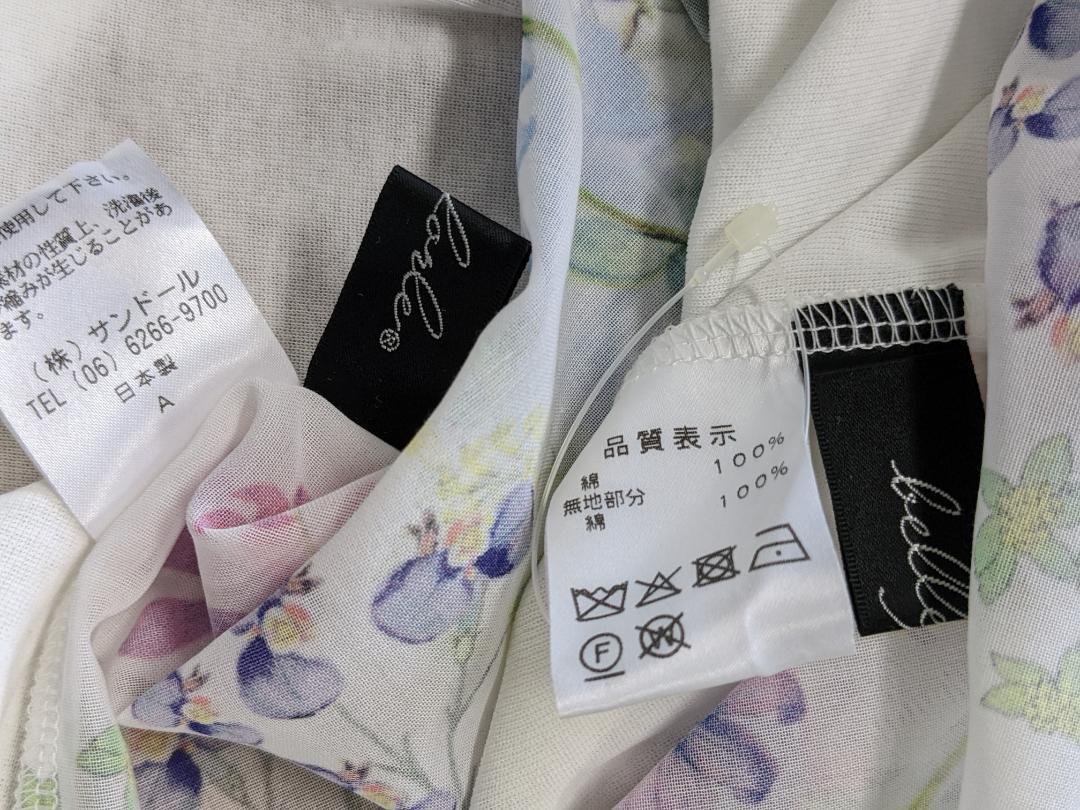 使用して下さい。
素材の性質上、洗濯後
縮みが生じることがあ
ます。
(株)サンドール
TEL (06) 6266-9700
日本製
A
品質表示
綿 100%
無地部分
綿 100%
F
W